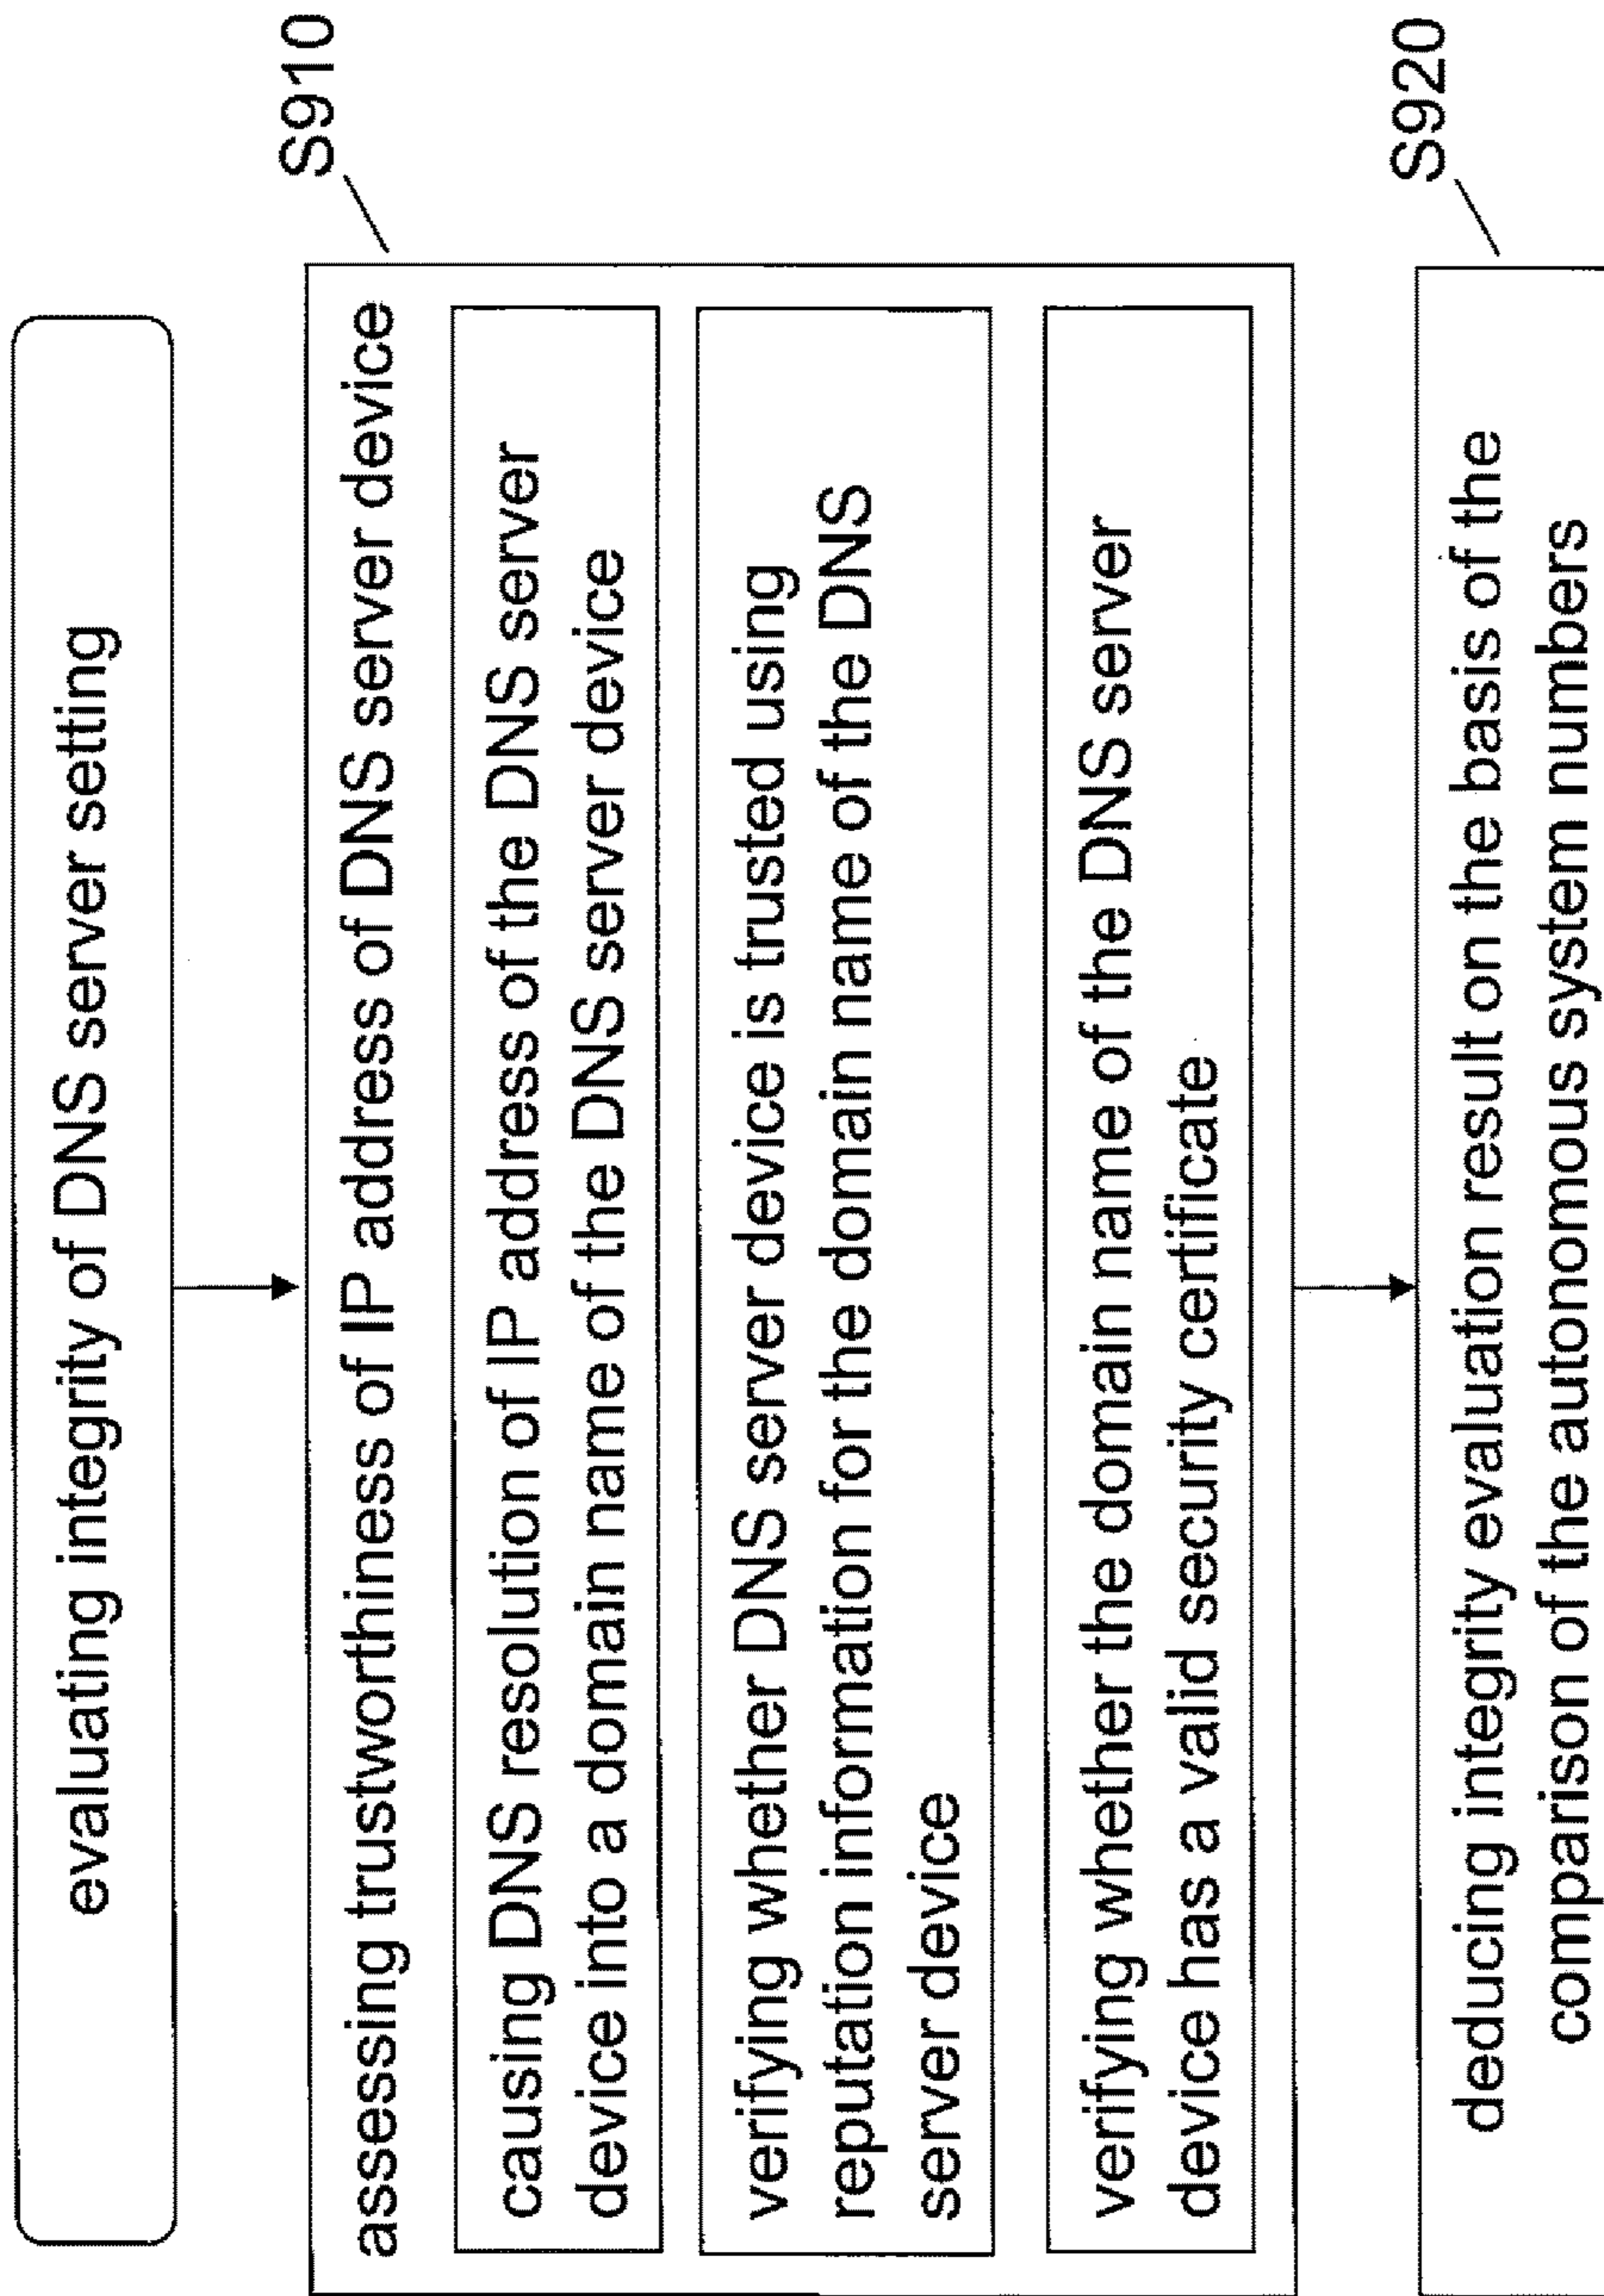 evaluating integrity of DNS server setting
S910
assessing trustworthiness of IP address of DNS server device
causing DNS resolution of IP address of the DNS server
device into a domain name of the DNS server device
verifying whether DNS server device is trusted using
reputation information for the domain name of the DNS
server device
verifying whether the domain name of the DNS server
device has a valid security certificate
S920
deducing integrity evaluation result on the basis of the
comparison of the autonomous system numbers